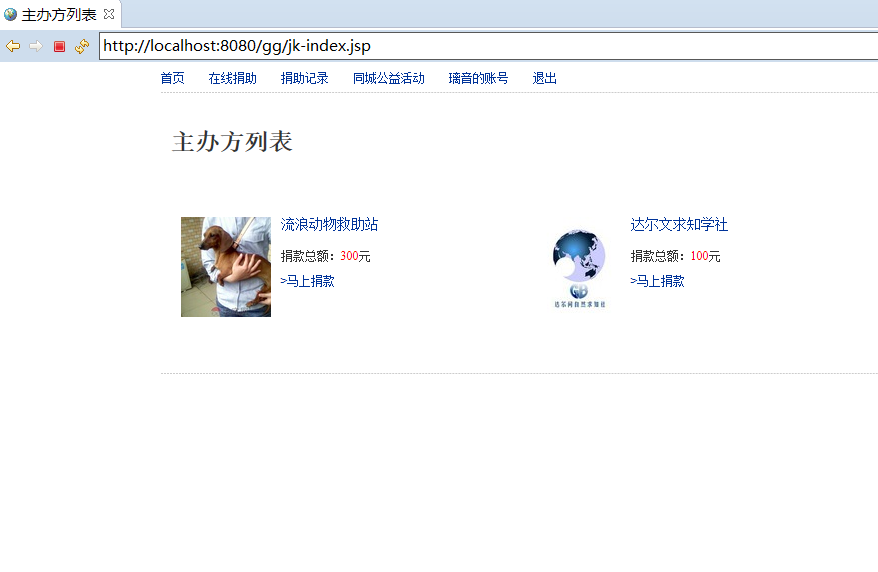 主办方列表
http://localhost:8080/gg/jk-index.jsp
首页 在线捐助 捐助记录 同城公益活动 璃音的账号 退出
主办方列表
流浪动物救助站
捐款总额：300元
>马上捐款
达尔文求知学社
捐款总额：100元
>马上捐款